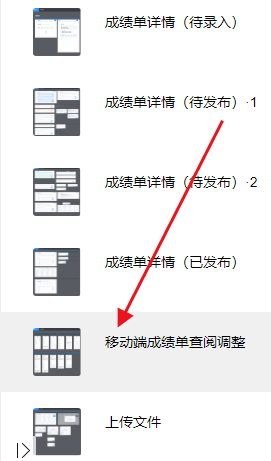 成绩单详情（待录入）
成绩单详情（待发布）·1
成绩单详情（待发布）·2
成绩单详情（已发布）
移动端成绩单查阅调整
上传文件